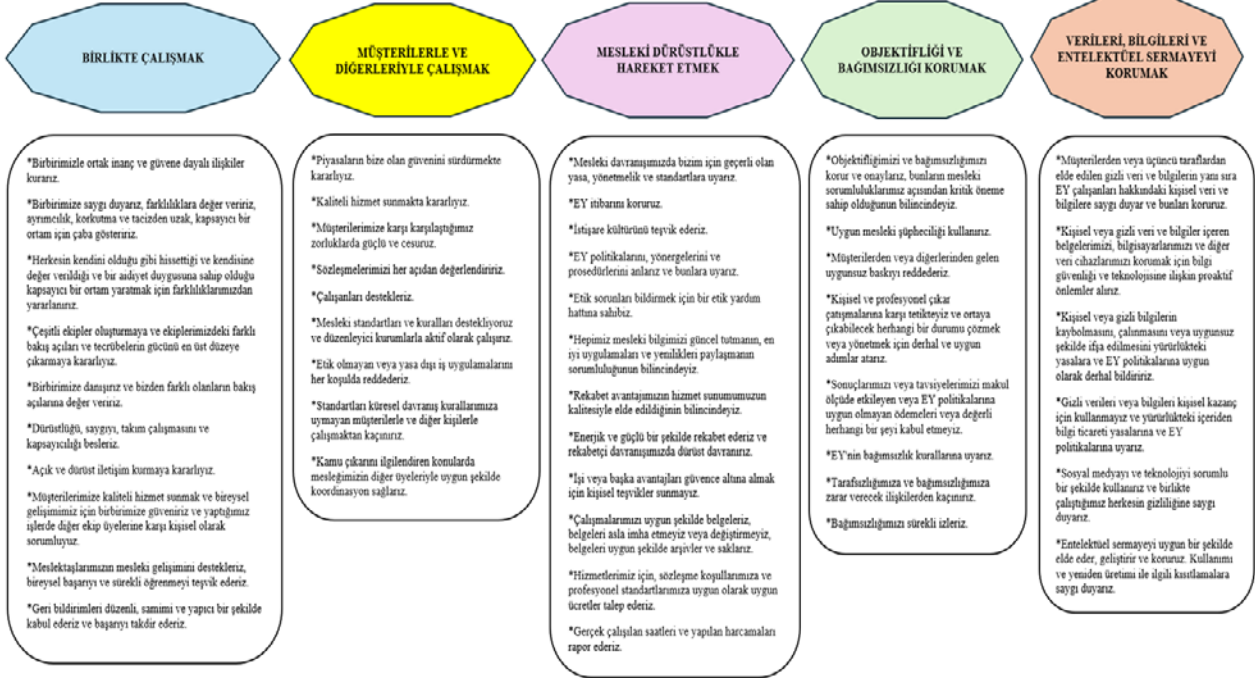 BİRLİKTE ÇALIŞMAK
MÜŞTERİLERLE VE
DİĞERLERİYLE ÇALIŞMAK
MESLEKİ DÜRÜSTLÜKLE
HAREKET ETMEK
OBJEKTİFLİĞİ VE
BAĞIMSIZLIĞI KORUMAK
VERİLERİ, BİLGİLERİ VE
ENTELEKTÜEL SERMAYEYİ
KORUMAK
*Birbirimizle ortak inanç ve güvene dayalı ilişkiler
kurarız.
*Birbirimize saygı duyarız, farklılıklara değer veririz,
ayrımcılık, korkutma ve tacizden uzak, kapsayıcı bir
ortam için çaba gösteririz.
*Herkesin kendini olduğu gibi hissettiği ve kendisine
değer verildiği ve bir aidiyet duygusuna sahip olduğu
kapsayıcı bir ortam yaratmak için farklılıklarımızdan
yararlanırız.
*Çeşitli ekipler oluşturmaya ve ekiplerimizdeki farklı
bakış açıları ve tecrübelerin gücünü en üst düzeye
çıkarmaya kararlıyız.
*Birbirimize danışırız ve bizden farklı olanların bakış
açılarına değer veririz.
*Dürüstlüğü, saygıyı, takım çalışmasını ve
kapsayıcılığı besleriz.
*Açık ve dürüst iletişim kurmaya kararlıyız.
*Müşterilerimize kaliteli hizmet sunmak ve bireysel
gelişimimiz için birbirimize güveniriz ve yaptığımız
işlerde diğer ekip üyelerine karşı kişisel olarak
sorumluyuz.
*Meslektaşlarımızın mesleki gelişimini destekleriz,
bireysel başarıyı ve sürekli öğrenmeyi teşvik ederiz.
*Geri bildirimleri düzenli, samimi ve yapıcı bir şekilde
kabul ederiz ve başarıyı takdir ederiz.
*Piyasaların bize olan güvenini sürdürmekte
kararlıyız.
*Kaliteli hizmet sunmakta kararlıyız.
*Müşterilerimize karşı karşılaştığımız
zorluklarda güçlü ve cesuruz.
*Sözleşmelerimizi her açıdan değerlendiririz.
*Çalışanları destekleriz.
*Mesleki standartları ve kuralları destekliyoruz
ve düzenleyici kurumlarla aktif olarak çalışırız.
*Etik olmayan veya yasa dışı iş uygulamalarını
her koşulda reddederiz.
*Standartları küresel davranış kurallarımıza
uymayan müşterilerle ve diğer kişilerle
çalışmaktan kaçınırız.
*Kamu çıkarını ilgilendiren konularda
mesleğimizin diğer üyeleriyle uygun şekilde
koordinasyon sağlarız.
*Mesleki davranışımızda bizim için geçerli olan
yasa, yönetmelik ve standartlara uyarız.
*EY itibarını koruruz.
*İstişare kültürünü teşvik ederiz.
*EY politikalarını, yönergelerini ve
prosedürlerini anlarız ve bunlara uyarız.
*Etik sorunları bildirmek için bir etik yardım
hattına sahibiz.
*Hepimiz mesleki bilgimizi güncel tutmanın, en
iyi uygulamaları ve yenilikleri paylaşmanın
sorumluluğunun bilincindeyiz.
*Rekabet avantajımızın hizmet sunumumuzun
kalitesiyle elde edildiğinin bilincindeyiz.
*Enerjik ve güçlü bir şekilde rekabet ederiz ve
rekabetçi davranışımızda dürüst davranırız.
*İşi veya başka avantajları güvence altına almak
için kişisel teşvikler sunmayız.
*Çalışmalarımızı uygun şekilde belgeleriz,
belgeleri asla imha etmeyiz veya değiştirmeyiz,
belgeleri uygun şekilde arşivler ve saklarız.
*Hizmetlerimiz için, sözleşme koşullarımıza ve
profesyonel standartlarımıza uygun olarak uygun
ücretler talep ederiz.
*Gerçek çalışılan saatleri ve yapılan harcamaları
rapor ederiz.
*Objektifliğimizi ve bağımsızlığımızı
korur ve onaylarız, bunların mesleki
sorumluluklarımız açısından kritik öneme
sahip olduğunun bilincindeyiz.
*Uygun mesleki şüpheciliği kullanırız.
*Müşterilerden veya diğerlerinden gelen
uygunsuz baskıyı reddederiz.
*Kişisel ve profesyonel çıkar
çatışmalarına karşı tetikteyiz ve ortaya
çıkabilecek herhangi bir durumu çözmek
veya yönetmek için derhal ve uygun
adımlar atarız.
*Sonuçlarımızı veya tavsiyelerimizi makul
ölçüde etkileyen veya EY politikalarına
uygun olmayan ödemeleri veya değerli
herhangi bir şeyi kabul etmeyiz.
*EY'nin bağımsızlık kurallarına uyarız.
*Tarafsızlığımıza ve bağımsızlığımıza
zarar verecek ilişkilerden kaçınırız.
*Bağımsızlığımızı sürekli izleriz.
*Müşterilerden veya üçüncü taraflardan
elde edilen gizli veri ve bilgilerin yanı sıra
EY çalışanları hakkındaki kişisel veri ve
bilgilere saygı duyar ve bunları koruruz.
*Kişisel veya gizli veri ve bilgiler içeren
belgelerimizi, bilgisayarlarımızı ve diğer
veri cihazlarımızı korumak için bilgi
güvenliği ve teknolojisine ilişkin proaktif
önlemler alırız.
*Kişisel veya gizli bilgilerin
kaybolmasını, çalınmasını veya uygunsuz
şekilde ifşa edilmesini yürürlükteki
yasalara ve EY politikalarına uygun
olarak derhal bildiririz.
*Gizli verileri veya bilgileri kişisel kazanç
için kullanmayız ve yürürlükteki içeriden
bilgi ticareti yasalarına ve EY
politikalarına uyarız.
*Sosyal medyayı ve teknolojiyi sorumlu
bir şekilde kullanırız ve birlikte
çalıştığımız herkesin gizliliğine saygı
duyarız.
*Entelektüel sermayeyi uygun bir şekilde
elde eder, geliştirir ve koruruz. Kullanımı
ve yeniden üretimi ile ilgili kısıtlamalara
saygı duyarız.